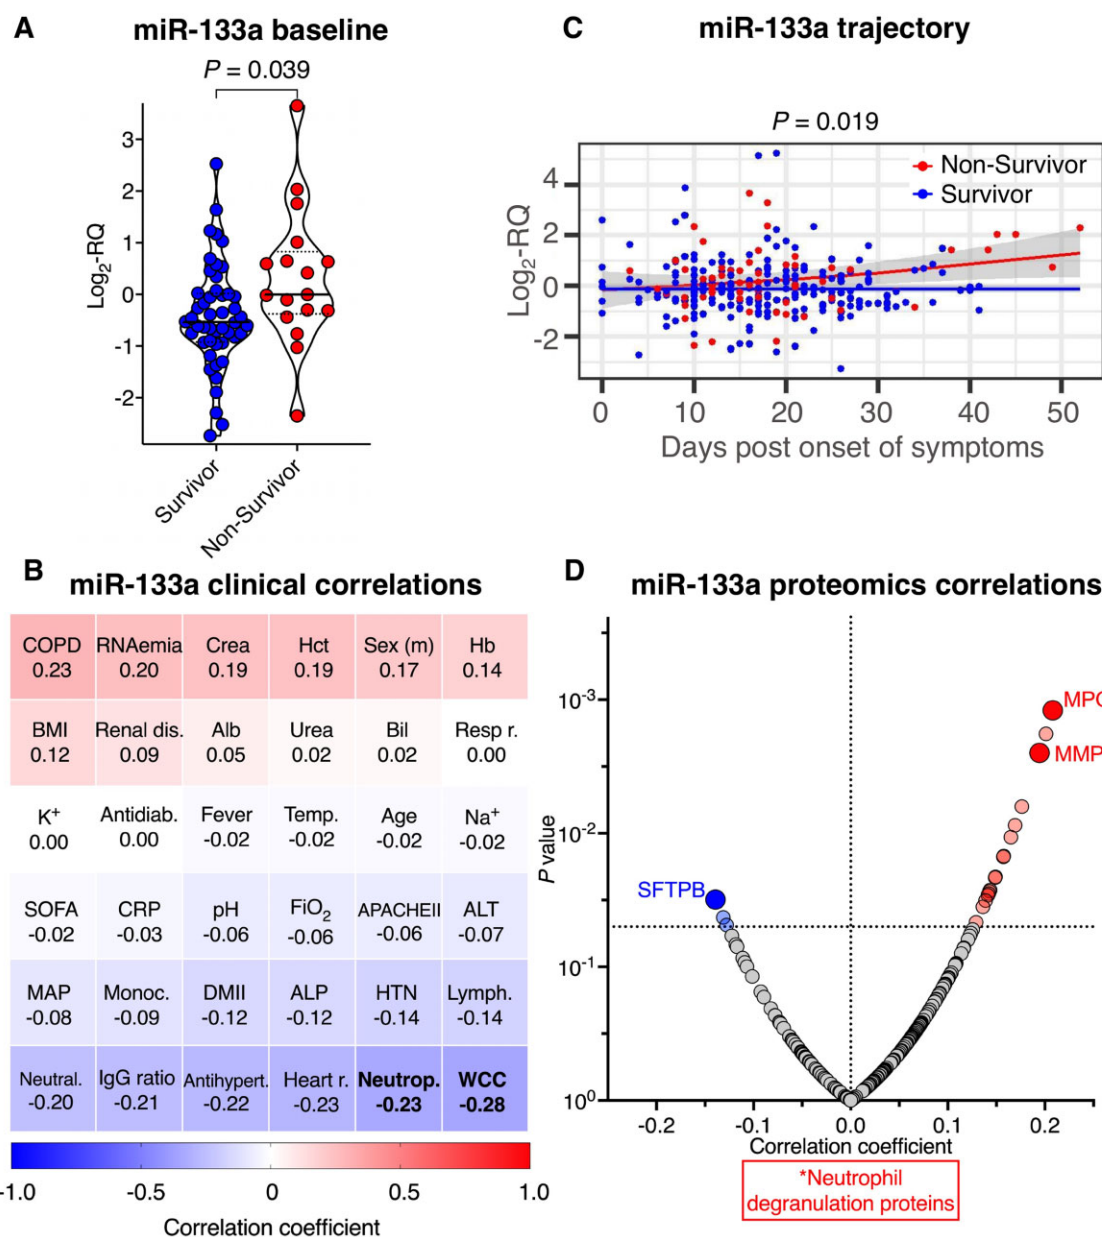 A
miR-133a baseline
P = 0.039
Log2-RQ
3
2
1
0
-1
-2
Survivor
Non-Survivor
C
miR-133a trajectory
P = 0.019
Non-Survivor
Survivor
Log2-RQ
4
2
0
-2
0 10 20 30 40 50
Days post onset of symptoms
B
miR-133a clinical correlations
COPD RNAemia Crea Hct Sex (m) Hb
0.23 0.20 0.19 0.19 0.17 0.14
BMI Renal dis. Alb Urea Bil Resp r.
0.12 0.09 0.05 0.02 0.02 0.00
K+ Antidiab. Fever Temp. Age Na+
0.00 0.00 -0.02 -0.02 -0.02 -0.02
SOFA CRP pH FiO2 APACHEII ALT
-0.02 -0.03 -0.06 -0.06 -0.06 -0.07
MAP Monoc. DMII ALP HTN Lymph.
-0.08 -0.09 -0.12 -0.12 -0.14 -0.14
Neutral. IgG ratio Antihypert. Heart r. Neutrop. WCC
-0.20 -0.21 -0.22 -0.23 -0.23 -0.28
-1.0 -0.5 0 0.5 1.0
Correlation coefficient
D
miR-133a proteomics correlations
P value
10-3
10-2
10-1
100
MPO
MMP
SFTPB
-0.2 -0.1 0.0 0.1 0.2
Correlation coefficient
*Neutrophil
degranulation proteins